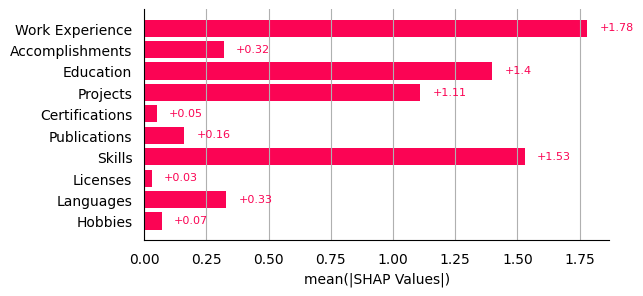 Work Experience +1.78
Accomplishments +0.32
Education +1.4
Projects +1.11
Certifications +0.05
Publications +0.16
Skills +1.53
Licenses +0.03
Languages +0.33
Hobbies +0.07
0.00 0.25 0.50 0.75 1.00 1.25 1.50 1.75
mean(|SHAP Values|)